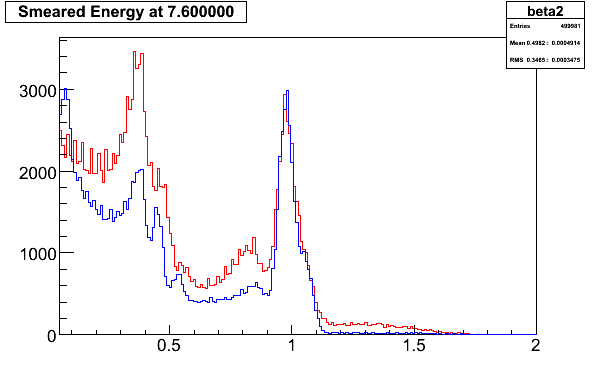 Smeared Energy at 7.600000
beta2
Entries 499981
Mean 0.4982 ± 0.0004914
RMS 0.3465 ± 0.0003475
3000
2000
1000
0
0.5
1
1.5
2